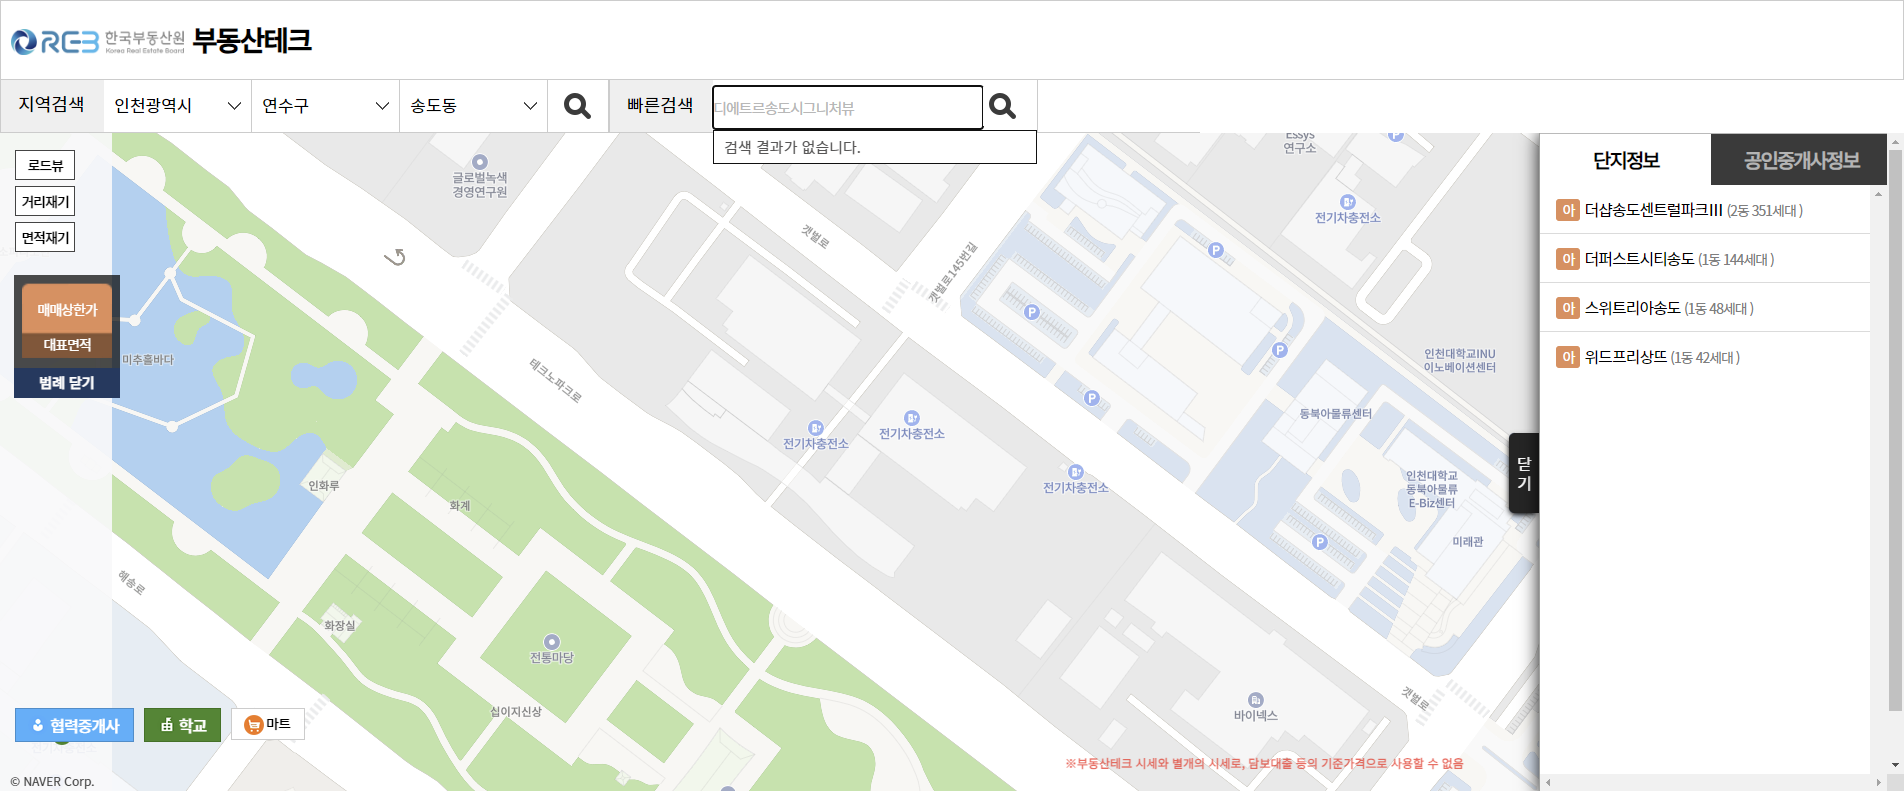 REB 한국부동산원 부동산테크
Korea Real Estate Board
지역검색 인천광역시 연수구 송도동 빠른검색 디에트르송도시그니처뷰
검색 결과가 없습니다.
로드뷰
거리재기
면적재기
매매상한가
대표면적
범례 닫기
글로벌녹색
경영연구원
Essys
연구소
전기차충전소
갯벌로
갯벌로145번길
P
P
P
P
P
P
미추홀바다
테크노파크로
인천대학교INU
이노베이션센터
동북아물류센터
전기차충전소
전기차충전소
전기차충전소
인천대학교
동북아물류
E-Biz센터
미래관
인화루
화계
해송로
화장실
전통마당
십이지신상
바이넥스
갯벌로
닫
기
단지정보 공인중개사정보
아 더샵송도센트럴파크III (2동 351세대 )
아 더퍼스트시티송도 (1동 144세대 )
아 스위트리아송도 (1동 48세대 )
아 위드프리상뜨 (1동 42세대 )
협력중개사 학교 마트
전기차충전소
※부동산테크 시세와 별개의 시세로, 담보대출 등의 기준가격으로 사용할 수 없음
© NAVER Corp.